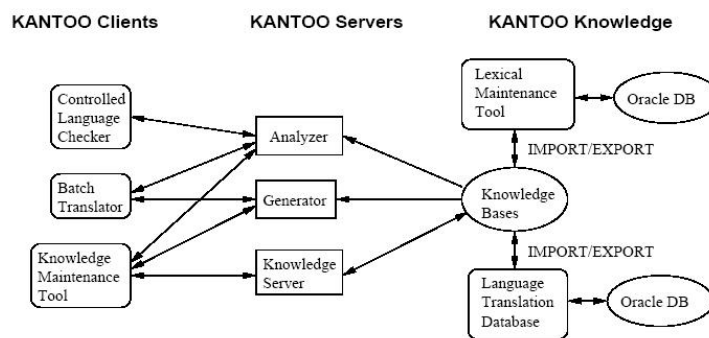 KANTOO Clients
KANTOO Servers
KANTOO Knowledge
Controlled
Language
Checker
Batch
Translator
Knowledge
Maintenance
Tool
Analyzer
Generator
Knowledge
Server
Lexical
Maintenance
Tool
Oracle DB
IMPORT/EXPORT
Knowledge
Bases
IMPORT/EXPORT
Language
Translation
Database
Oracle DB